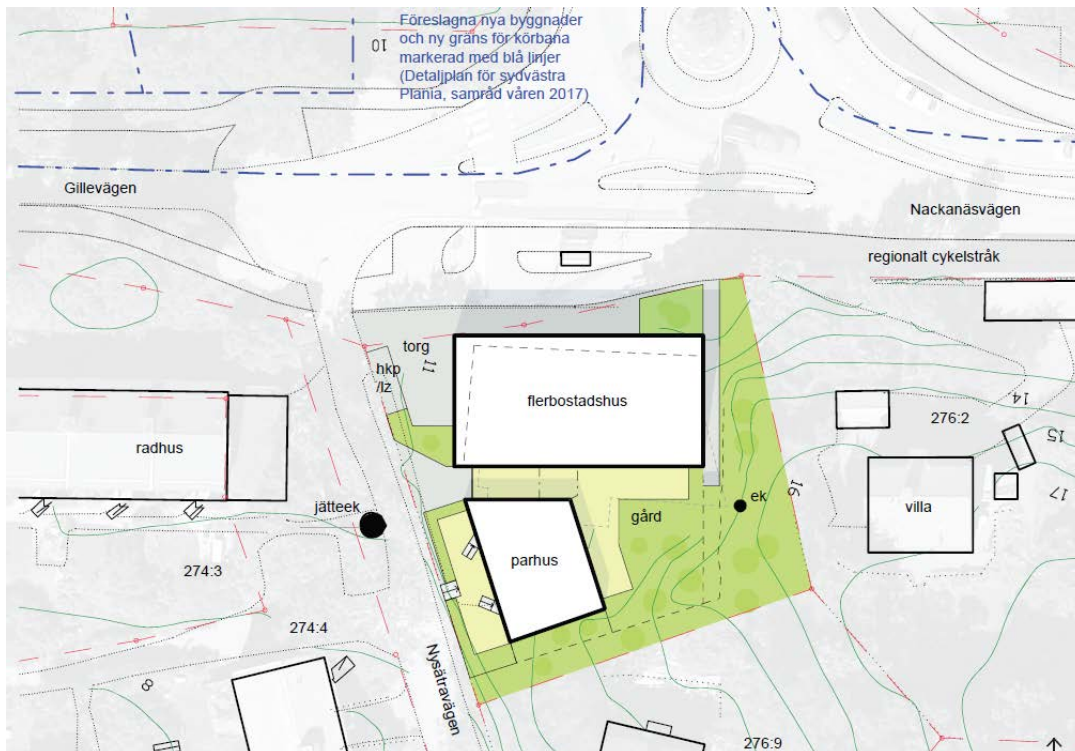 Föreslagna nya byggnader
och ny gräns för körbana
markerad med blå linjer
(Detaljplan för sydvästra
Plania, samråd våren 2017)
10
Gillevägen
Nackanäsvägen
regionalt cykelstråk
torg
11
hkp
/lz
flerbostadshus
14
276:2
15
17
radhus
16
villa
jätteek
ek
gård
parhus
274:3
274:4
Nysätravägen
8
276:9